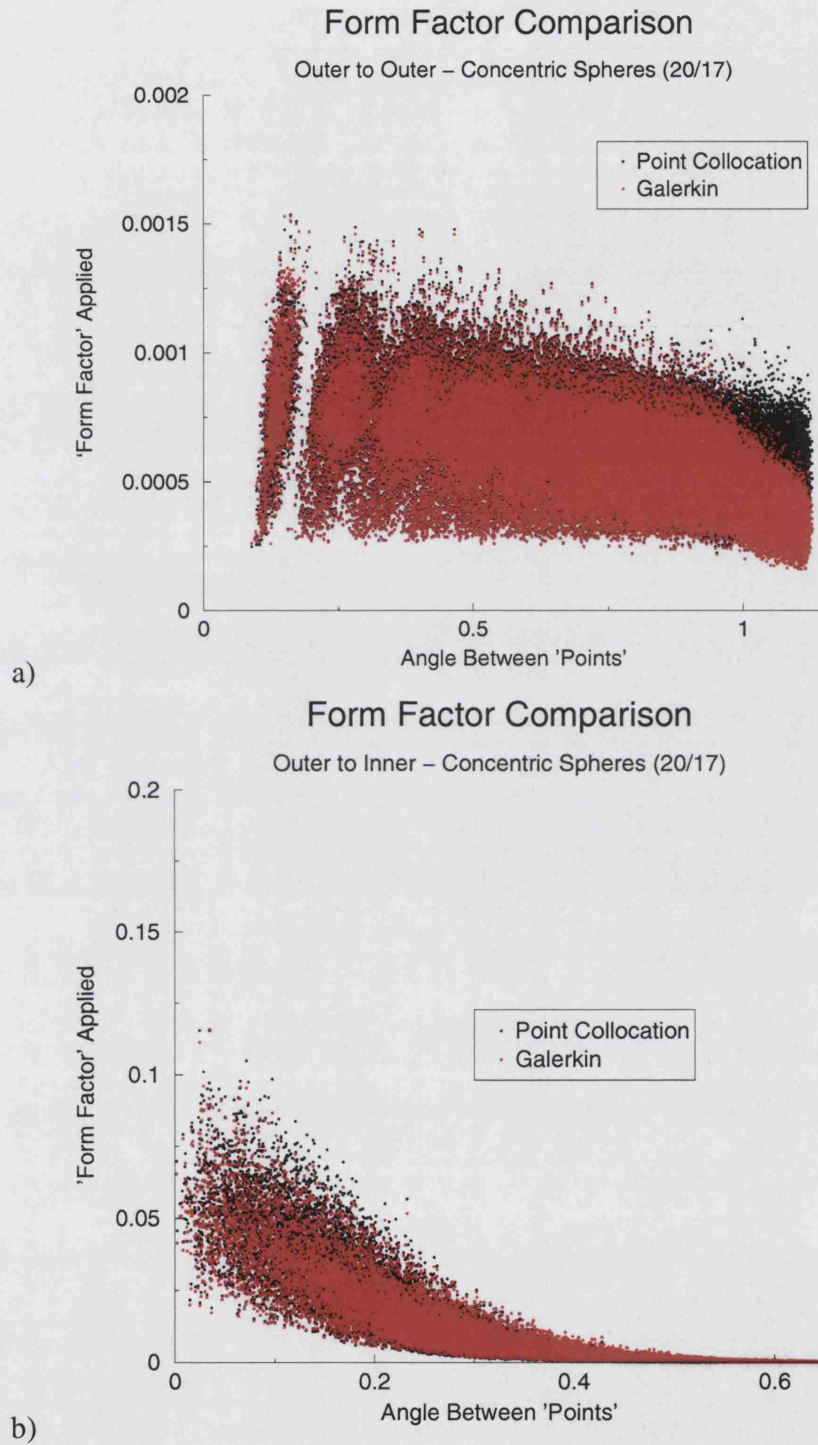 Form Factor Comparison
Outer to Outer – Concentric Spheres (20/17)
0.002
Point Collocation
Galerkin
0.0015
'Form Factor' Applied
0.001
0.0005
0
0 0.5 1
Angle Between 'Points'
a)
Form Factor Comparison
Outer to Inner – Concentric Spheres (20/17)
0.2
0.15
Point Collocation
Galerkin
'Form Factor' Applied
0.1
0.05
0
0 0.2 0.4 0.6
Angle Between 'Points'
b)